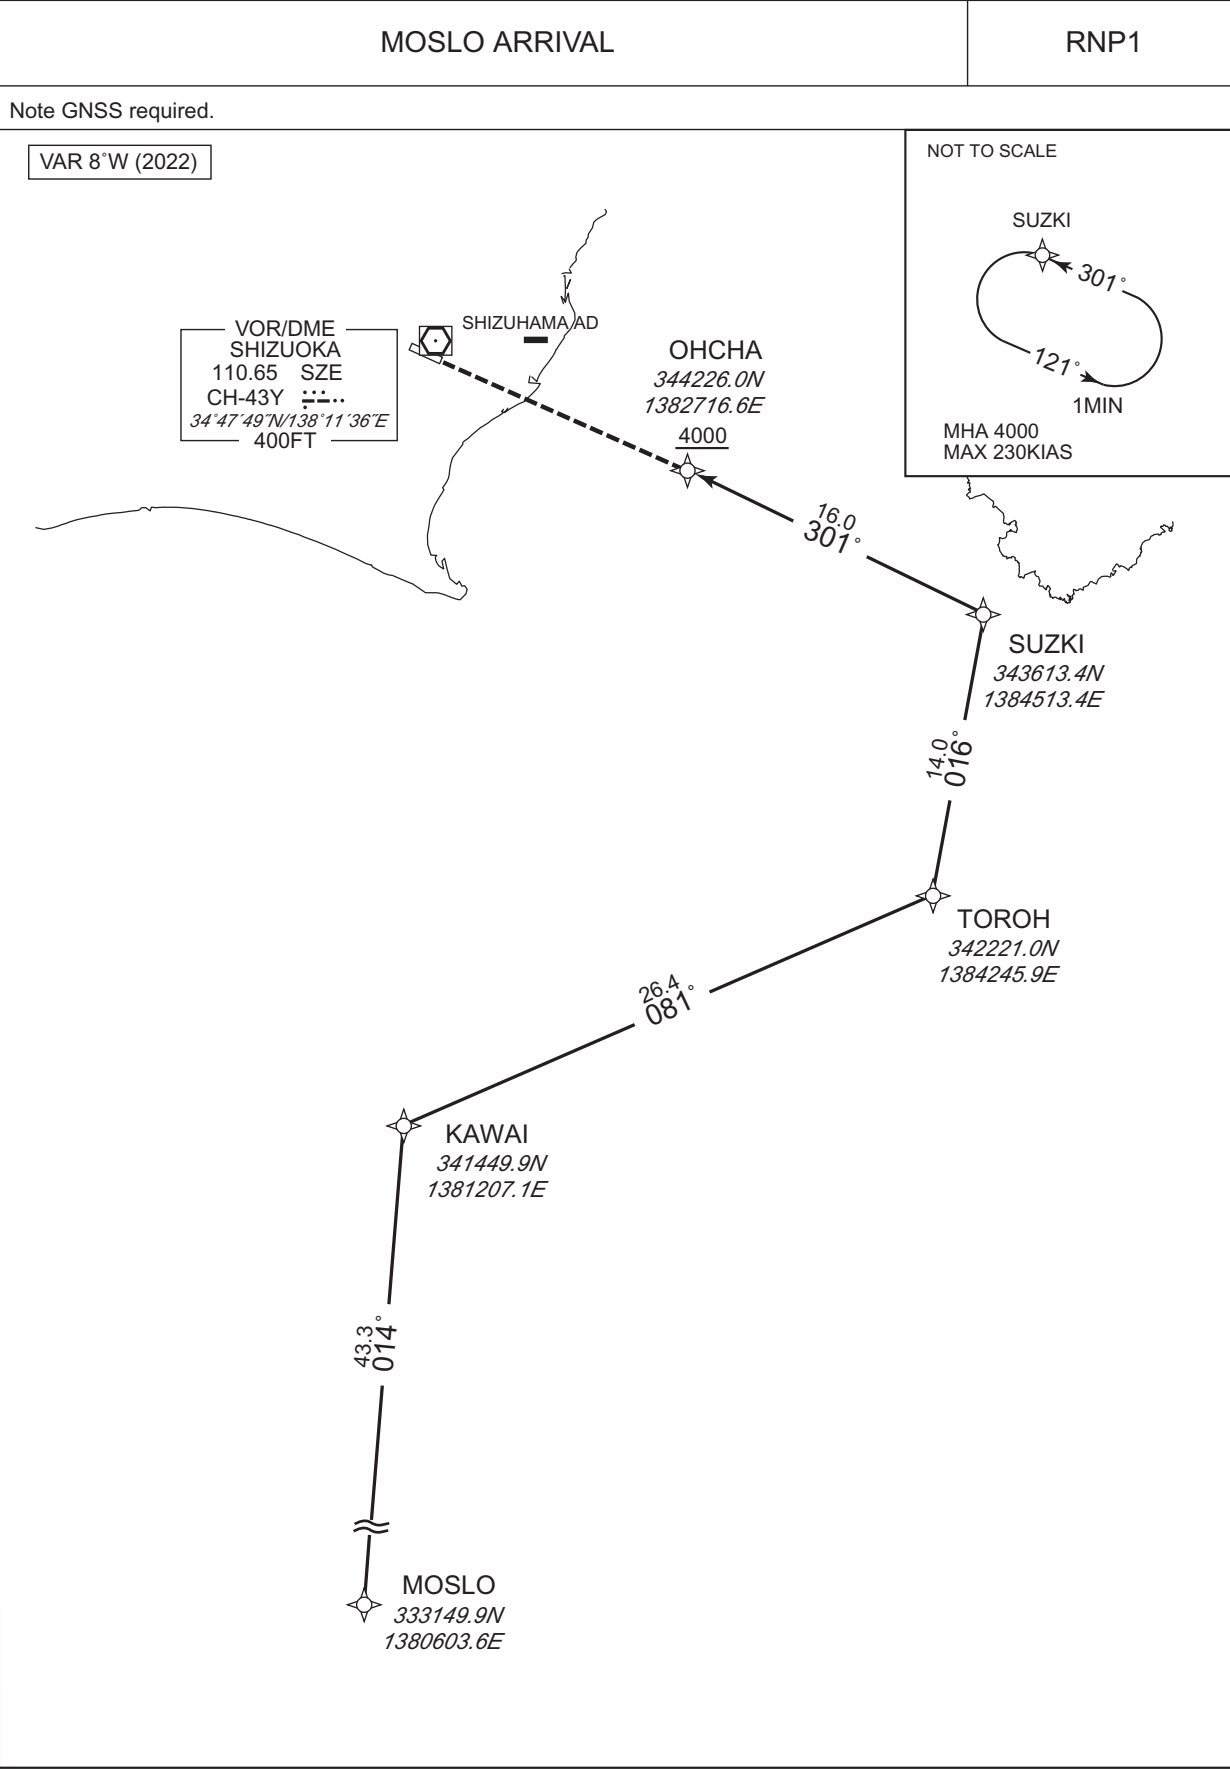 MOSLO ARRIVAL
RNP1
Note GNSS required.
VAR 8°W (2022)
NOT TO SCALE
SUZKI
301°
121°
1MIN
MHA 4000
MAX 230KIAS
VOR/DME
SHIZUOKA
110.65 SZE
CH-43Y
34°47´49˝N/138°11´36˝E
400FT
SHIZUHAMA AD
OHCHA
344226.0N
1382716.6E
4000
16.0
301°
SUZKI
343613.4N
1384513.4E
14.0
016°
TOROH
342221.0N
1384245.9E
26.4
081°
KAWAI
341449.9N
1381207.1E
43.3
014°
MOSLO
333149.9N
1380603.6E